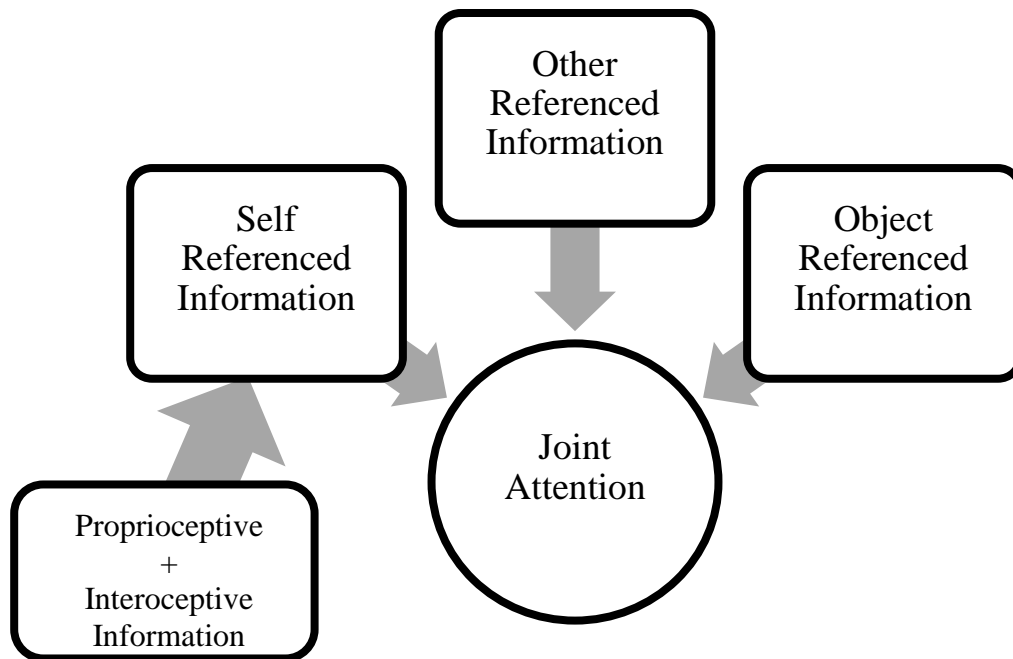 Other
Referenced
Information
Self
Referenced
Information
Object
Referenced
Information
Joint
Attention
Proprioceptive
+
Interoceptive
Information